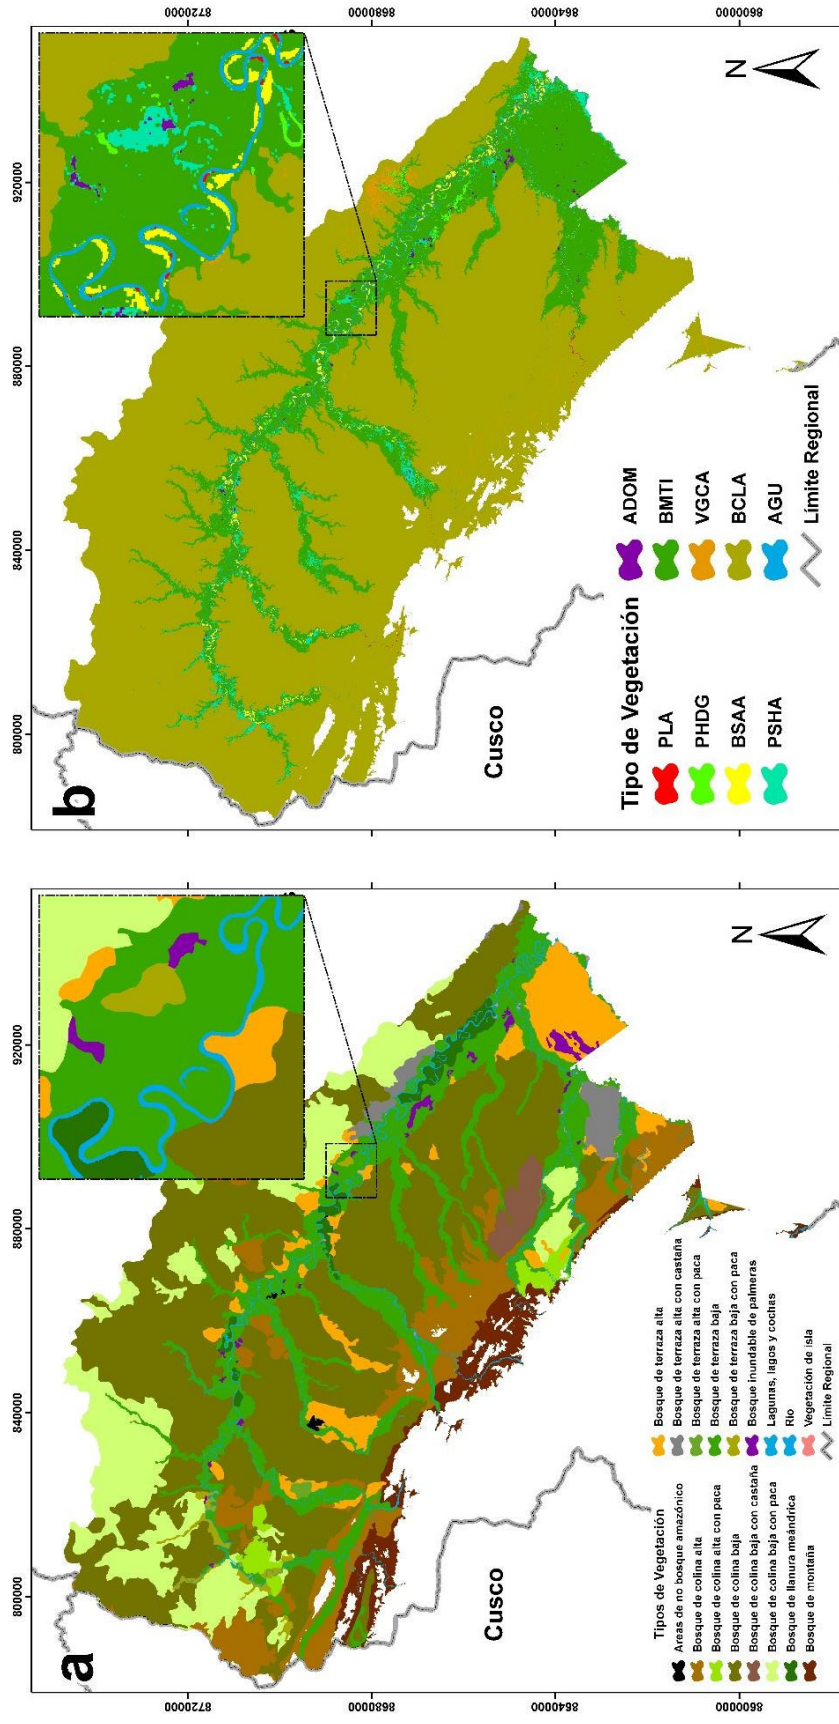 a
800000
840000
880000
920000
8720000
8680000
8640000
8600000
N
Cusco
Tipos de Vegetación
Areas de no bosque amazónico
Bosque de colina alta
Bosque de colina alta con paca
Bosque de colina baja
Bosque de colina baja con castaña
Bosque de colina baja con paca
Bosque de llanura meándrica
Bosque de montaña
Bosque de terraza alta
Bosque de terraza alta con castaña
Bosque de terraza alta con paca
Bosque de terraza baja
Bosque de terraza baja con paca
Bosque inundable de palmeras
Lagunas, lagos y cochas
Río
Vegetación de isla
Límite Regional
b
800000
840000
880000
920000
8720000
8680000
8640000
8600000
N
Cusco
Tipo de Vegetación
PLA
PHDG
BSAA
PSHA
ADOM
BMTI
VGCA
BCLA
AGU
Límite Regional